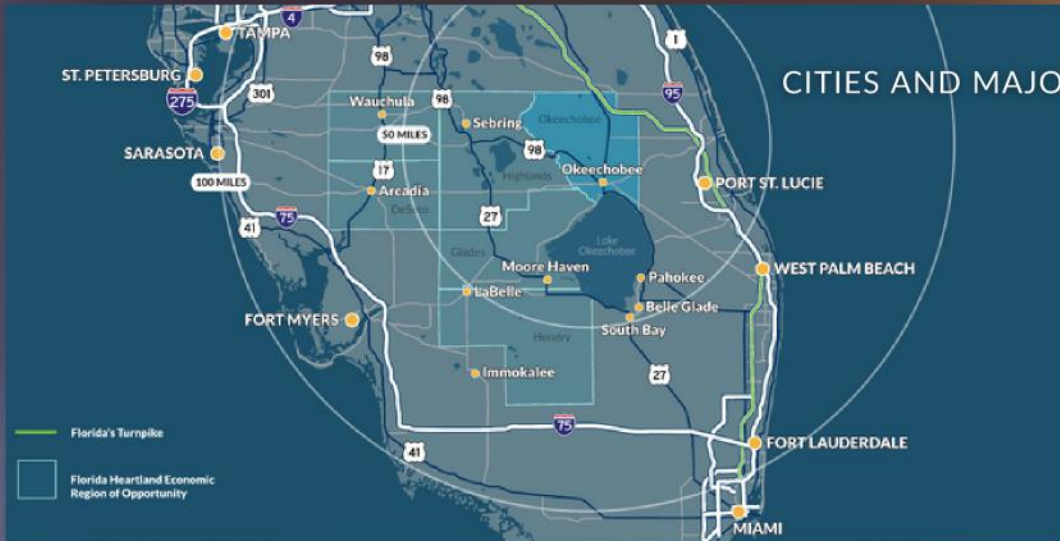 4
TAMPA
1
98
ST. PETERSBURG
275
301
98
95
CITIES AND MAJO
Wauchula
Okeechobee
50 MILES
Sebring
98
SARASOTA
Highlands
Okeechobee
17
100 MILES
PORT ST. LUCIE
Arcadia
DeSoto
75
27
41
Lake
Okeechobee
Glades
Moore Haven
WEST PALM BEACH
Pahokee
LaBelle
Belle Glade
FORT MYERS
South Bay
Hendry
Immokalee
27
75
Florida's Turnpike
FORT LAUDERDALE
41
Florida Heartland Economic
Region of Opportunity
MIAMI